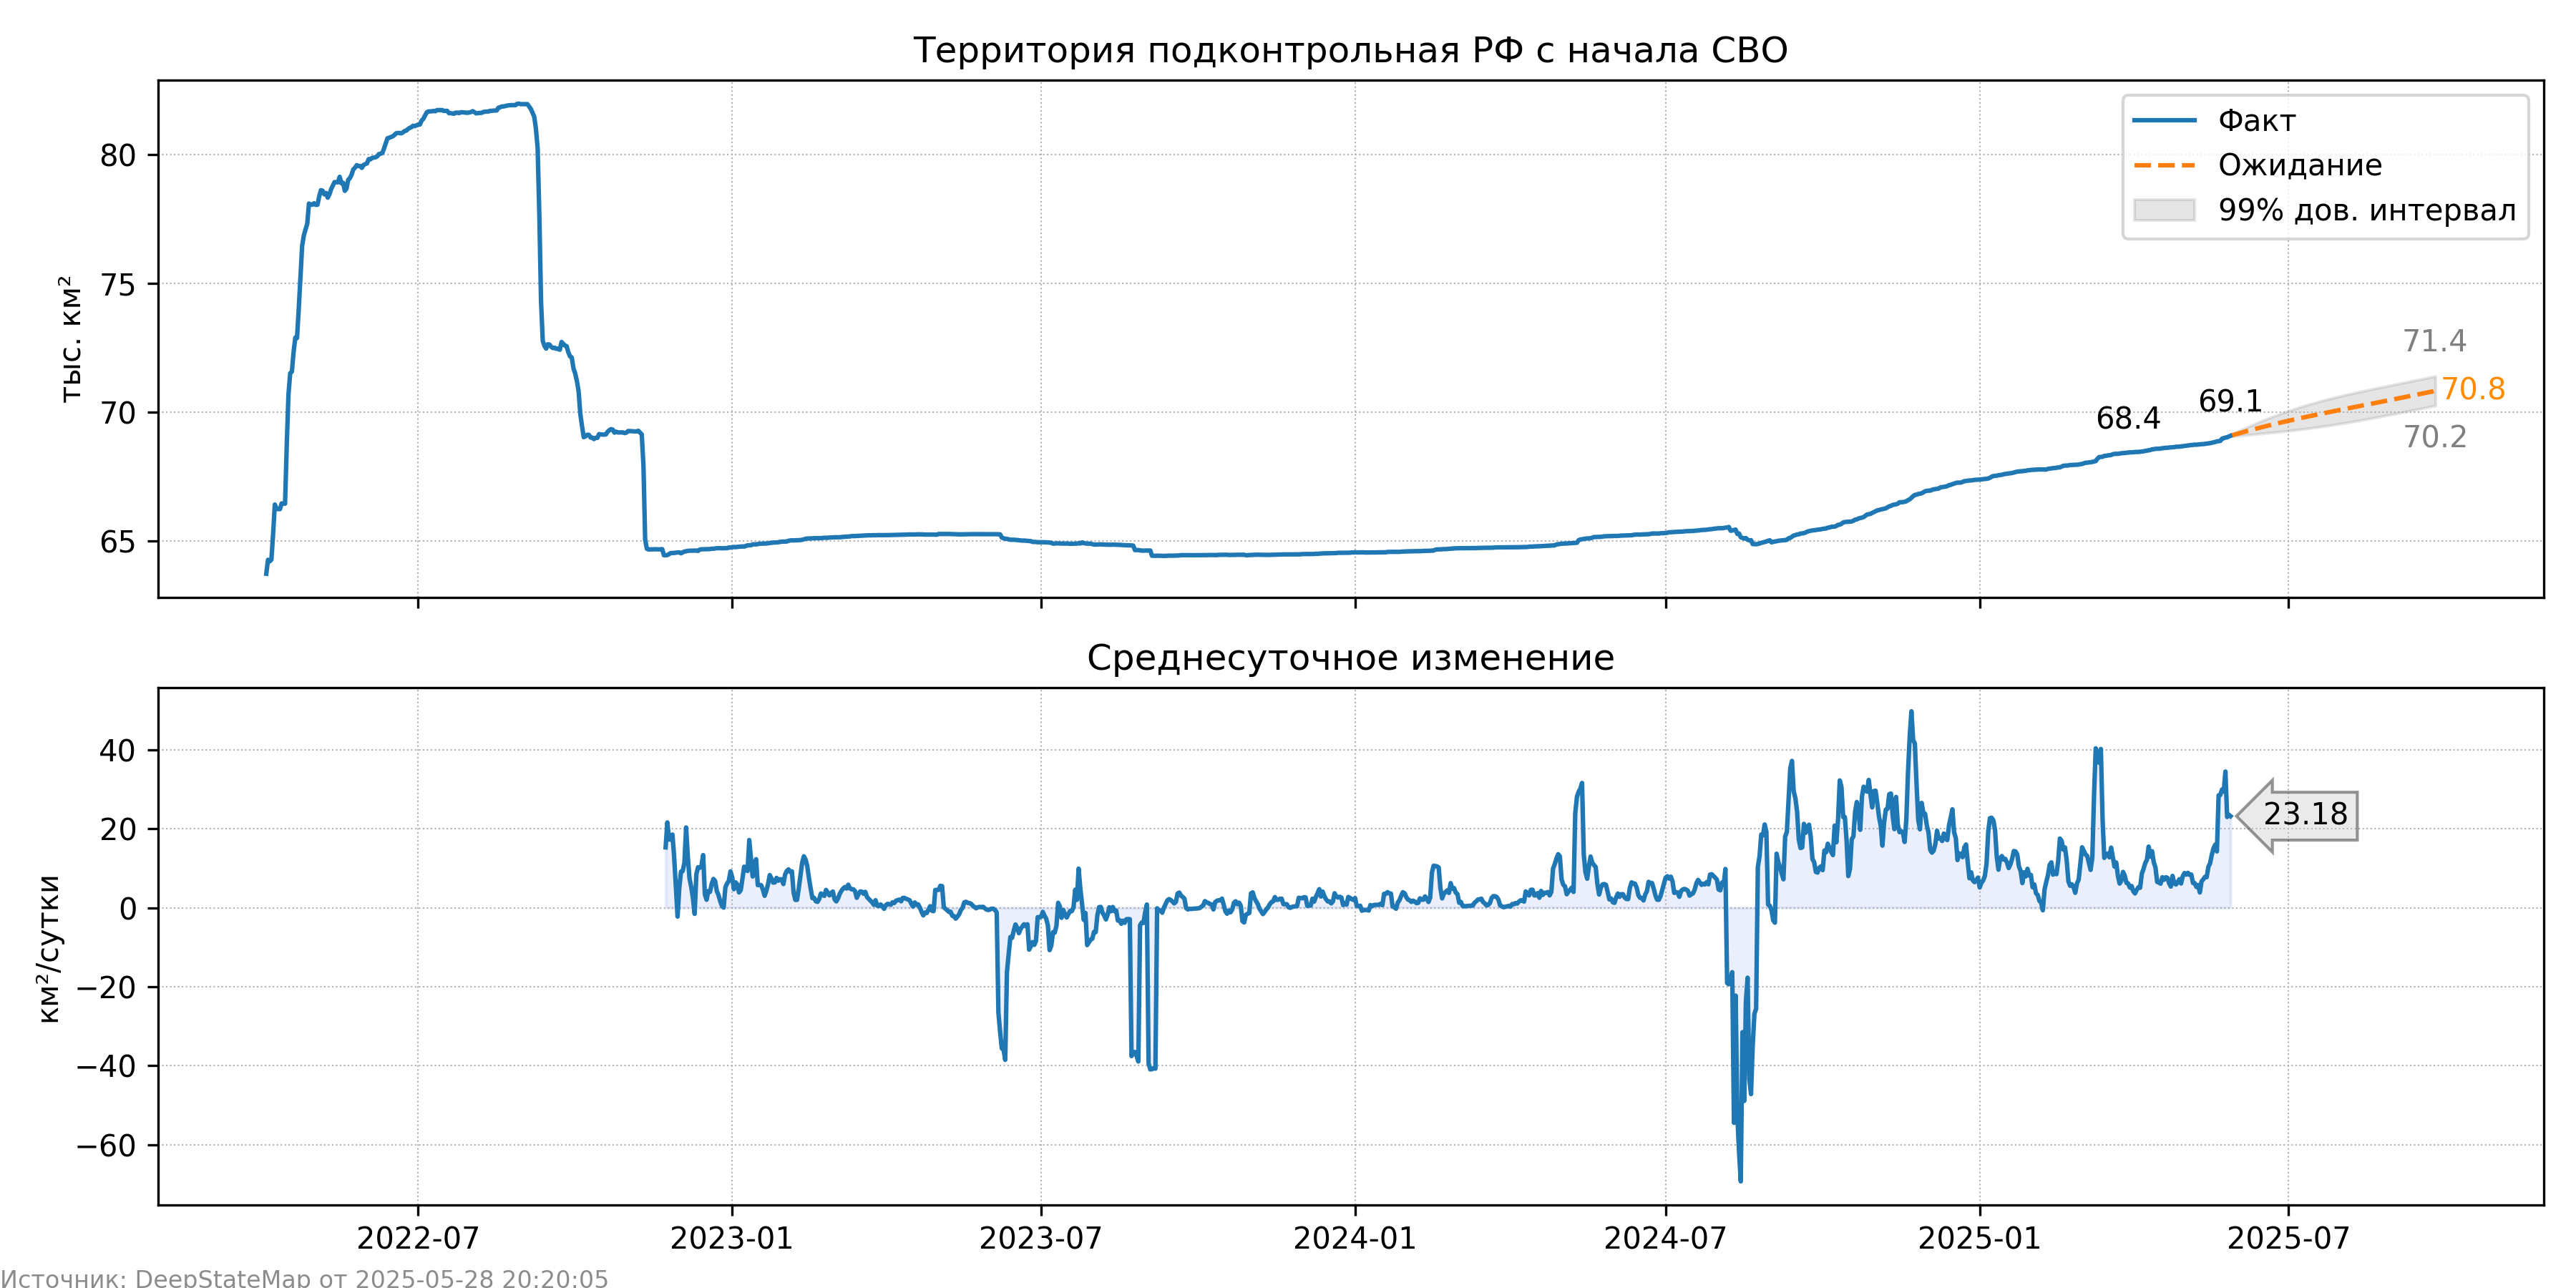 Территория подконтрольная РФ с начала СВО
тыс. км²
80
75
70
65
Факт
Ожидание
99% дов. интервал
68.4
69.1
71.4
70.8
70.2
Среднесуточное изменение
км²/сутки
40
20
0
−20
−40
−60
23.18
2022-07
2023-01
2023-07
2024-01
2024-07
2025-01
2025-07
Источник: DeepStateMap от 2025-05-28 20:20:05